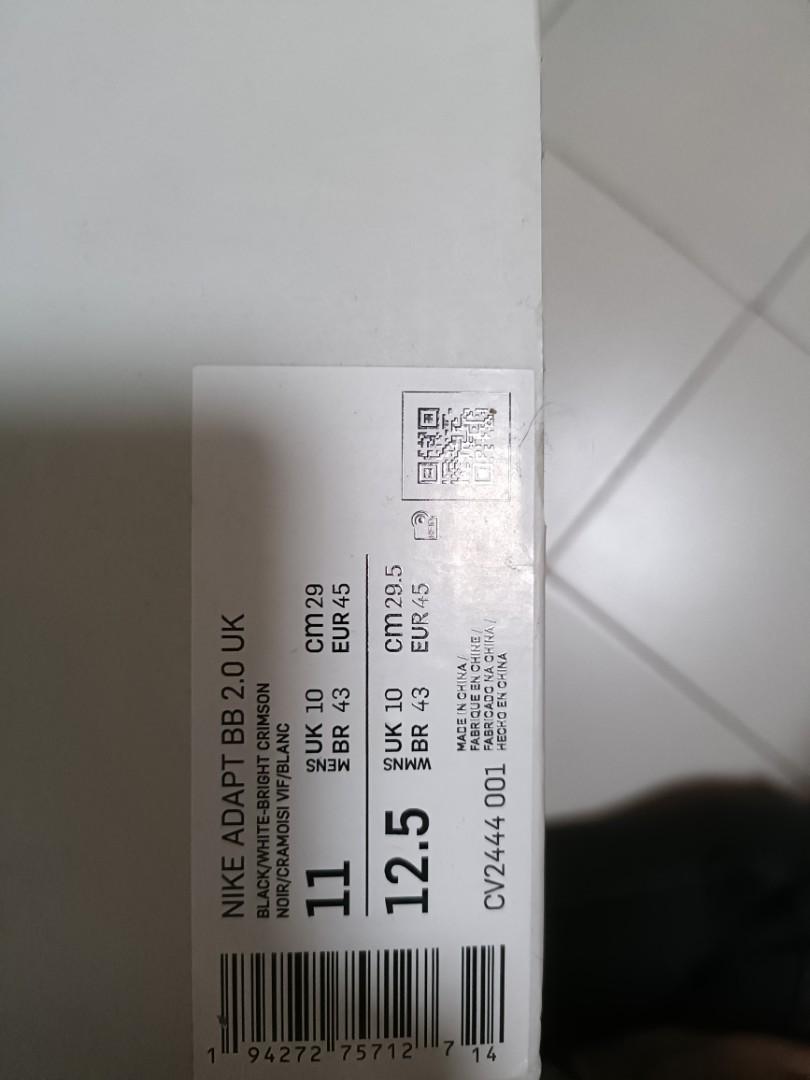 NIKE ADAPT BB 2.0 UK
BLACK/WHITE-BRIGHT CRIMSON
NOIR/CRAMOISI VIF/BLANC
11 UK 10 cm 29
BR 43 EUR 45
12.5 UK 10 cm 29.5
BR 43 EUR 45
MADE IN CHINA/
FABRIQUE EN CHINE/
FABRICADO NA CHINA/
HECHO EN CHINA
CV2444 001
1 94272 75712 7 14